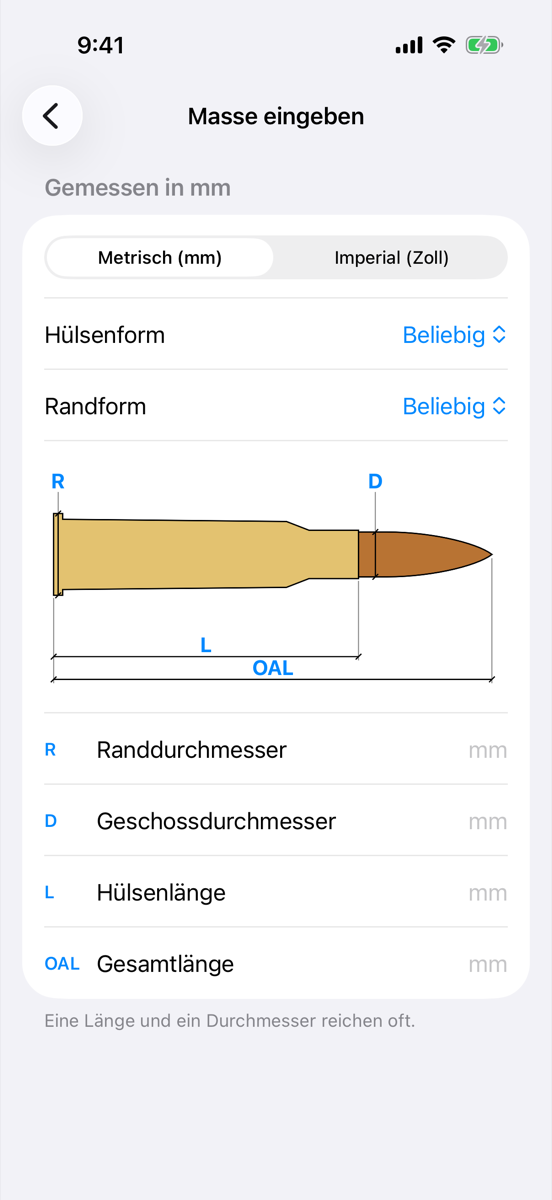 9:41
Masse eingeben
Gemessen in mm
Metrisch (mm) Imperial (Zoll)
Hülsenform Beliebig
Randform Beliebig
R D
L
OAL
R Randdurchmesser mm
D Geschossdurchmesser mm
L Hülsenlänge mm
OAL Gesamtlänge mm
Eine Länge und ein Durchmesser reichen oft.